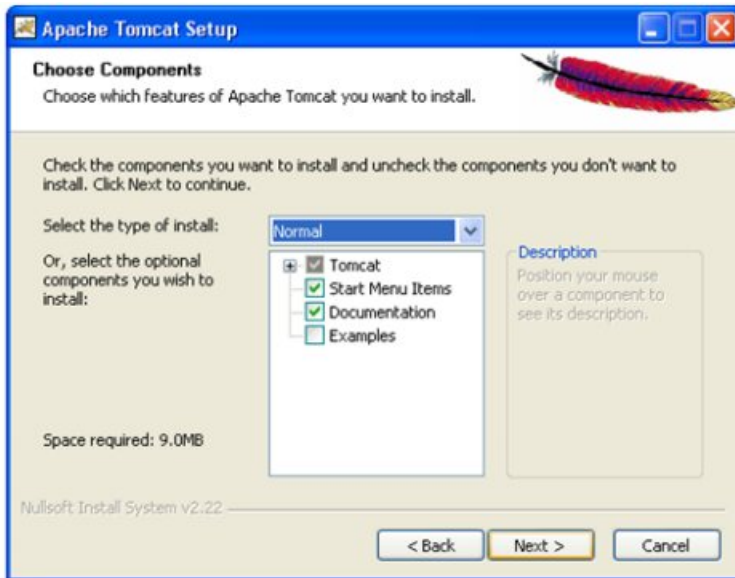 Apache Tomcat Setup
Choose Components
Choose which features of Apache Tomcat you want to install.
Check the components you want to install and uncheck the components you don't want to
install. Click Next to continue.
Select the type of install:
Normal
Or, select the optional
components you wish to
install:
Tomcat
Start Menu Items
Documentation
Examples
Description
Position your mouse
over a component to
see its description.
Space required: 9.0MB
Nullsoft Install System v2.22
< Back
Next >
Cancel